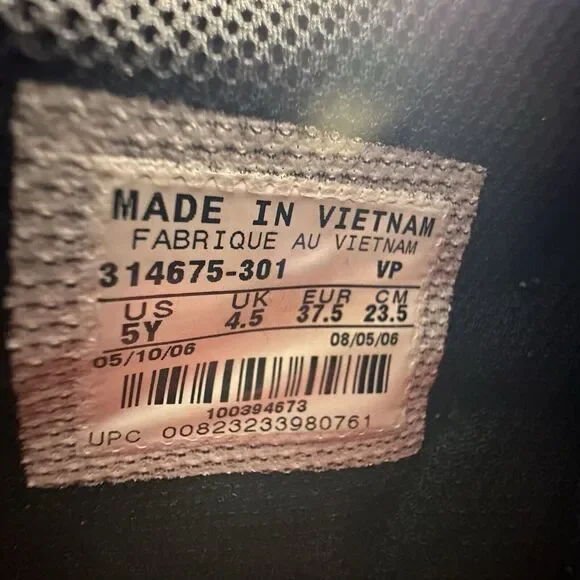 MADE IN VIETNAM
FABRIQUE AU VIETNAM
314675-301 VP
US UK EUR CM
5Y 4.5 37.5 23.5
05/10/06 08/05/06
100394673
UPC 00823233980761